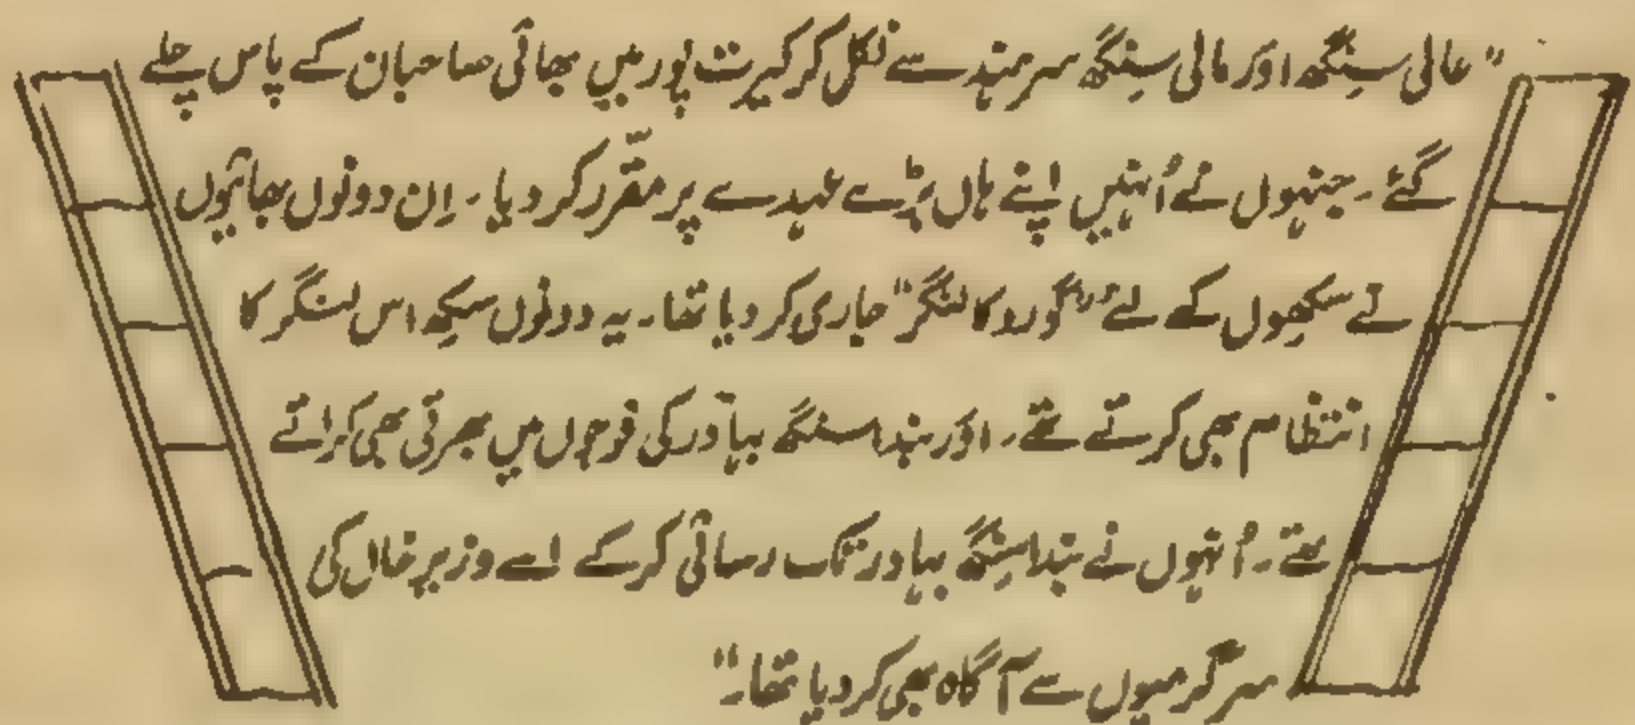 "عالی سنگھ اور مالی سنگھ سرہند سے نکل کر کیرت پور میں بھائی صاحبان کے پاس چلے
گئے۔ جنہوں نے اُنہیں اپنے ہاں بڑے عہدے پر مقرّر کر دیا۔ اِن دونوں بھائیوں
نے سکھوں کے لئے "گورو کا لنگر" جاری کر دیا تھا۔ یہ دونوں سکھ اس لنگر کا
انتظام بھی کرتے تھے۔ اور بندا سنگھ بہادر کی فوجوں میں بھرتی بھی کراتے
تھے۔ اُنہوں نے بندا سنگھ بہادر تک رسائی کر کے اسے وزیر خاں کی
سرگرمیوں سے آگاہ بھی کر دیا تھا۔"